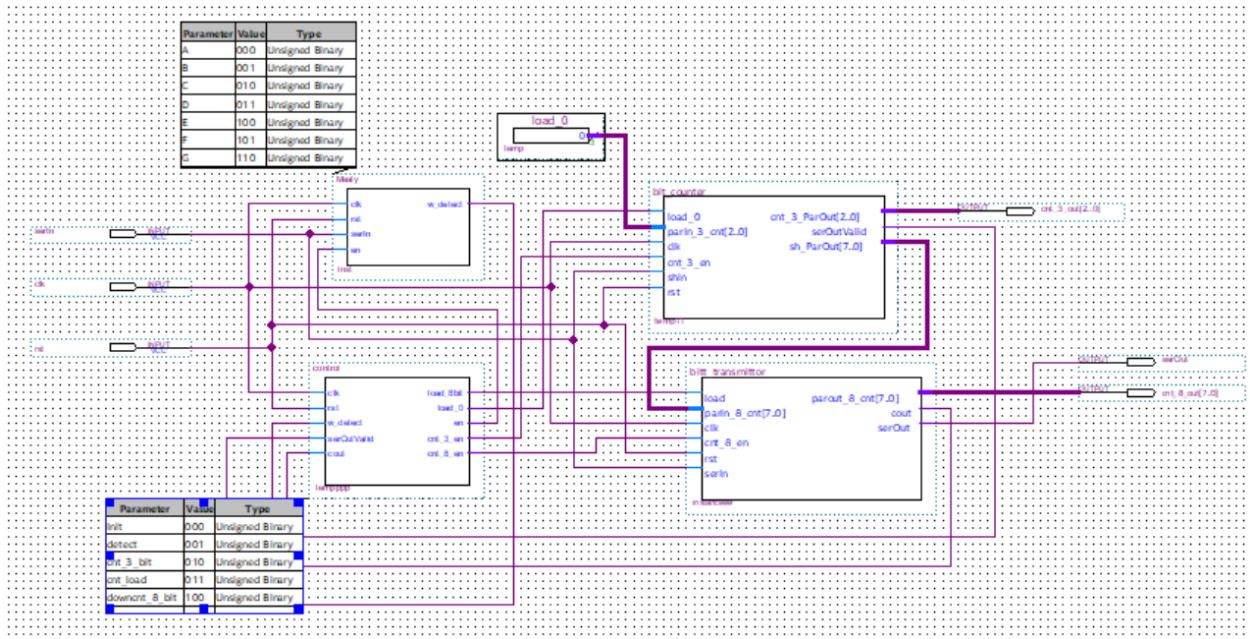 Parameter Value Type
A 000 Unsigned Binary
B 001 Unsigned Binary
C 010 Unsigned Binary
D 011 Unsigned Binary
E 100 Unsigned Binary
F 101 Unsigned Binary
G 110 Unsigned Binary
load_0
temp
Mealy
clk w_detect
rst
serIn
en
inst
bit_counter
load_0 cnt_3_ParOut[2..0]
parIn_3_cnt[2..0] serOutValid
clk sh_ParOut[7..0]
cnt_3_en
shIn
rst
OUTPUT cnt_3_out[2..0]
serIn INPUT VCC
clk INPUT VCC
rst INPUT VCC
control
clk load_8bit
rst load_0
w_detect en
serOutValid cnt_3_en
cout cnt_8_en
bitt_transmittor
load parout_8_cnt[7..0]
parIn_8_cnt[7..0] cout
clk serOut
cnt_8_en
rst
serIn
OUTPUT serOut
OUTPUT cnt_8_out[7..0]
Parameter Value Type
Init 000 Unsigned Binary
detect 001 Unsigned Binary
cnt_3_bit 010 Unsigned Binary
cnt_load 011 Unsigned Binary
downcnt_8_bit 100 Unsigned Binary